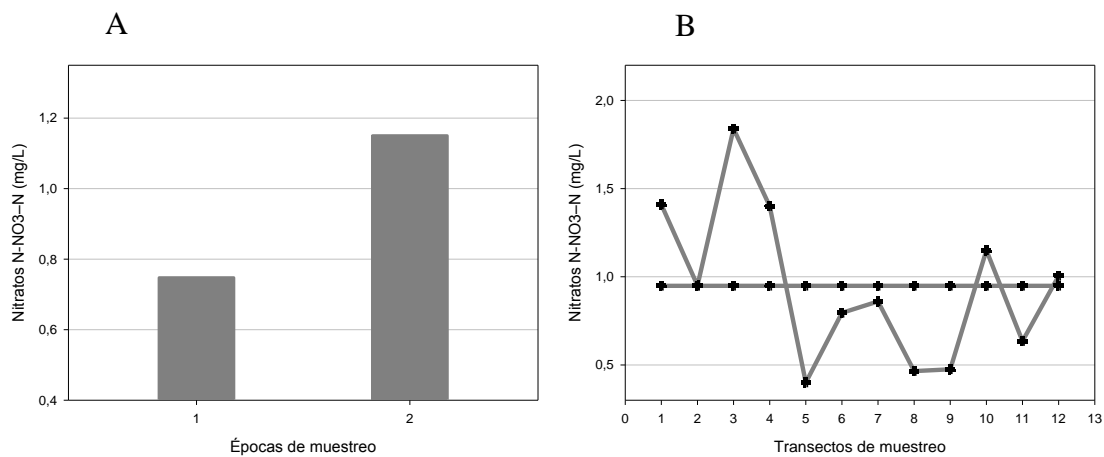 A
B
Nitratos N-NO3–N (mg/L)
1,2
1,0
0,8
0,6
0,4
1
2
Épocas de muestreo
Nitratos N-NO3–N (mg/L)
2,0
1,5
1,0
0,5
0 1 2 3 4 5 6 7 8 9 10 11 12 13
Transectos de muestreo